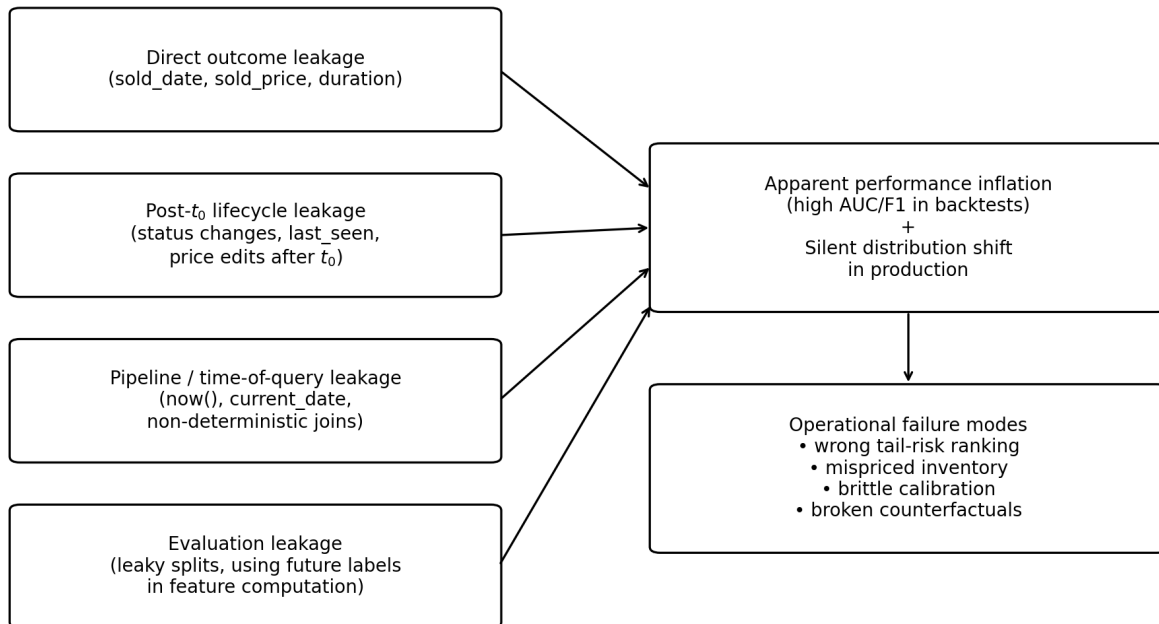 Direct outcome leakage
(sold_date, sold_price, duration)
Post-t₀ lifecycle leakage
(status changes, last_seen,
price edits after t₀)
Pipeline / time-of-query leakage
(now(), current_date,
non-deterministic joins)
Evaluation leakage
(leaky splits, using future labels
in feature computation)
Apparent performance inflation
(high AUC/F1 in backtests)
+
Silent distribution shift
in production
Operational failure modes
• wrong tail-risk ranking
• mispriced inventory
• brittle calibration
• broken counterfactuals